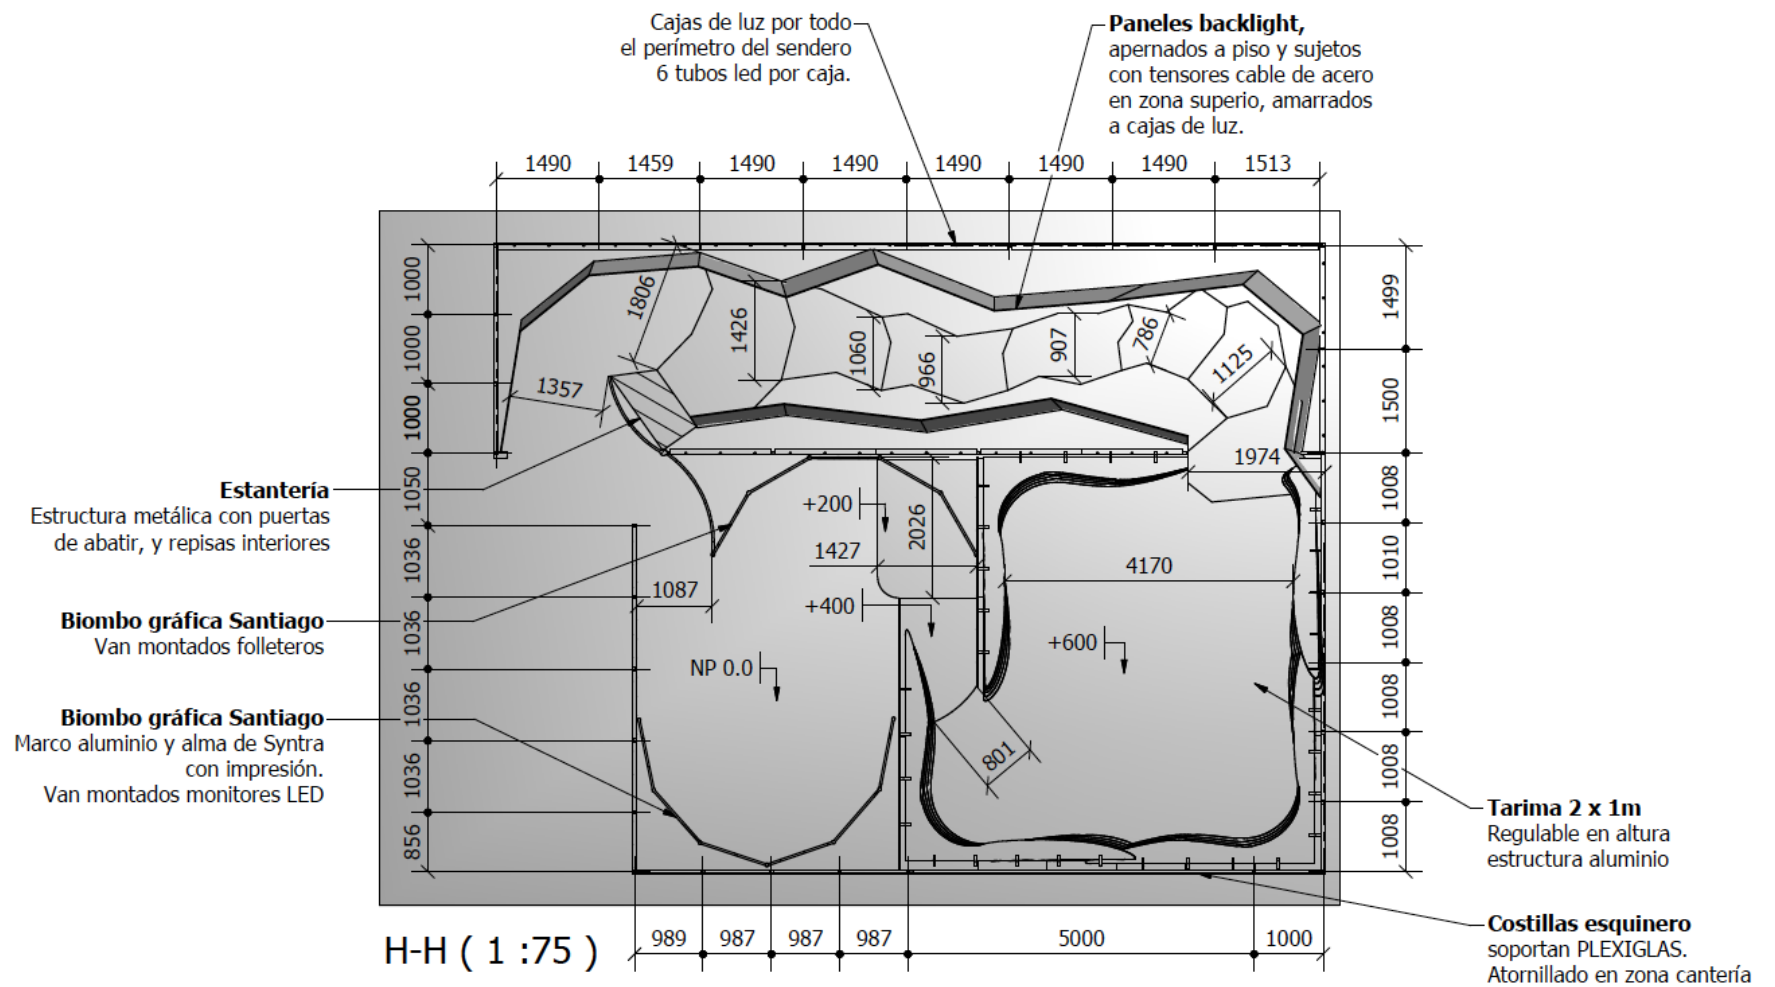 Cajas de luz por todo
el perímetro del sendero
6 tubos led por caja.
Paneles backlight,
apernados a piso y sujetos
con tensores cable de acero
en zona superio, amarrados
a cajas de luz.
1490
1459
1490
1490
1490
1490
1490
1513
1000
1000
1000
1050
1036
1036
1036
1036
856
1499
1500
1008
1010
1008
1008
1008
1008
1806
1426
1060
966
907
786
1125
1357
1974
+200
2026
1427
1087
+400
4170
+600
NP 0.0
801
Estantería
Estructura metálica con puertas
de abatir, y repisas interiores
Biombo gráfica Santiago
Van montados folleteros
Biombo gráfica Santiago
Marco aluminio y alma de Syntra
con impresión.
Van montados monitores LED
Tarima 2 x 1m
Regulable en altura
estructura aluminio
Costillas esquinero
soportan PLEXIGLAS.
Atornillado en zona cantería
989
987
987
987
5000
1000
H-H ( 1 :75 )